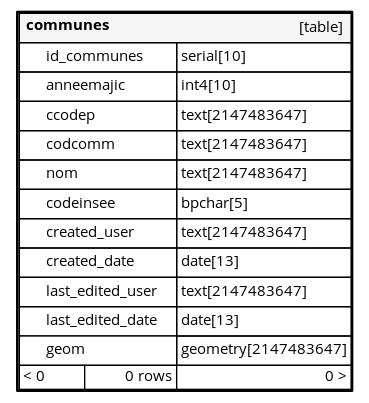 communes [table]
id_communes serial[10]
anneemajic int4[10]
ccodep text[2147483647]
codcomm text[2147483647]
nom text[2147483647]
codeinsee bpchar[5]
created_user text[2147483647]
created_date date[13]
last_edited_user text[2147483647]
last_edited_date date[13]
geom geometry[2147483647]
< 0 0 rows 0 >